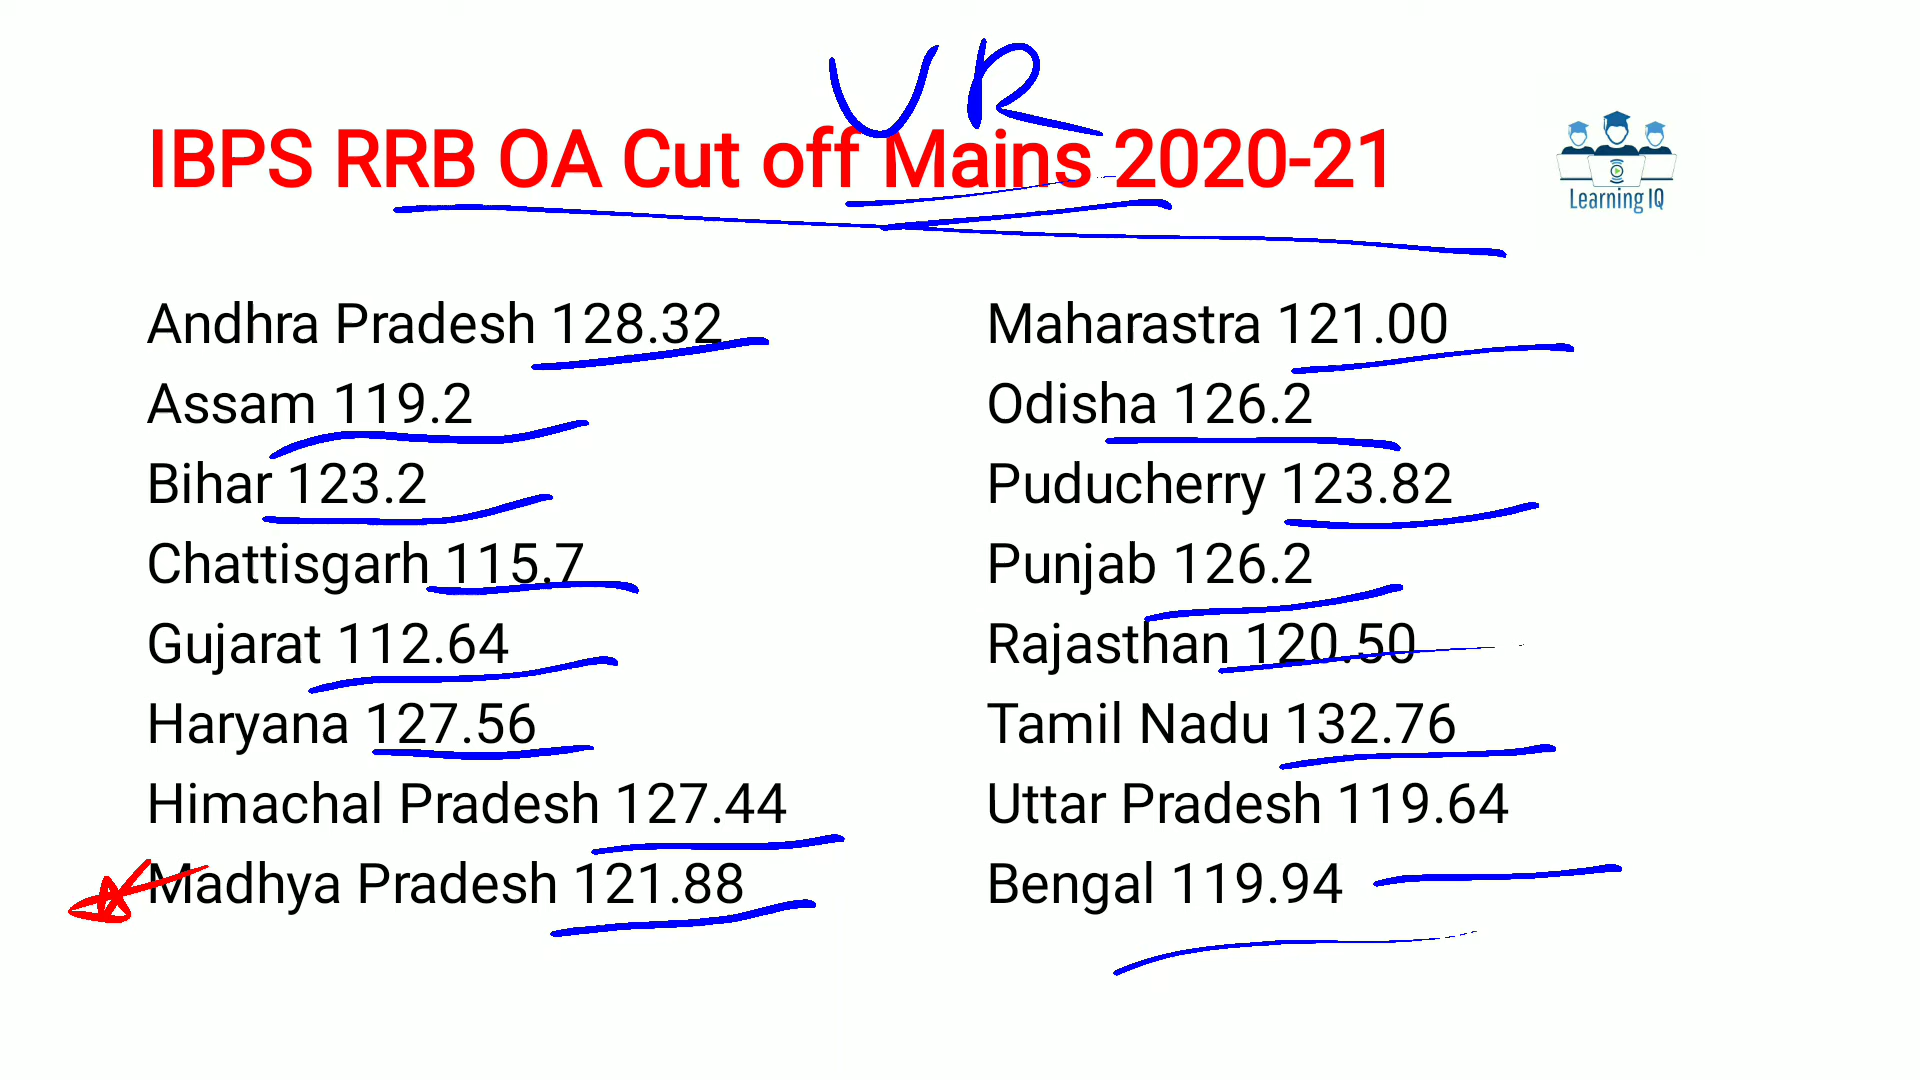 UR
IBPS RRB OA Cut off Mains 2020-21
Learning IQ
Andhra Pradesh 128.32
Assam 119.2
Bihar 123.2
Chattisgarh 115.7
Gujarat 112.64
Haryana 127.56
Himachal Pradesh 127.44
Madhya Pradesh 121.88
Maharastra 121.00
Odisha 126.2
Puducherry 123.82
Punjab 126.2
Rajasthan 120.50
Tamil Nadu 132.76
Uttar Pradesh 119.64
Bengal 119.94